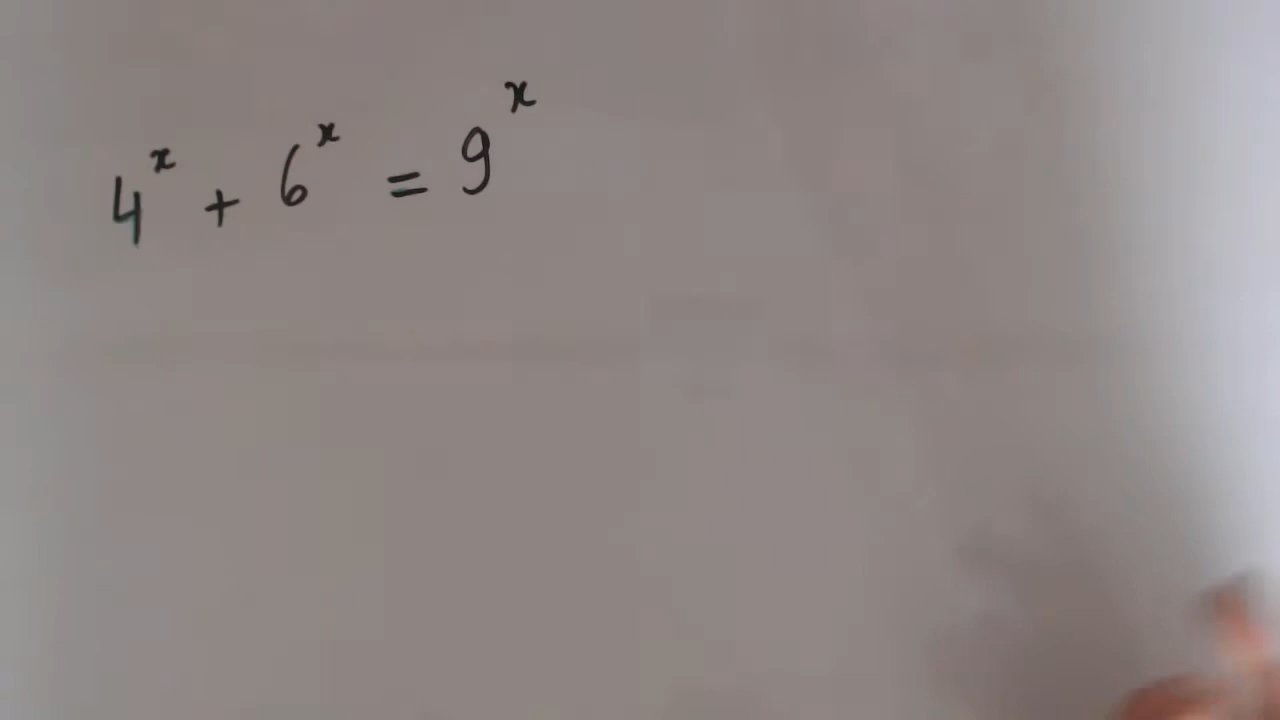 4^x + 6^x = 9^x